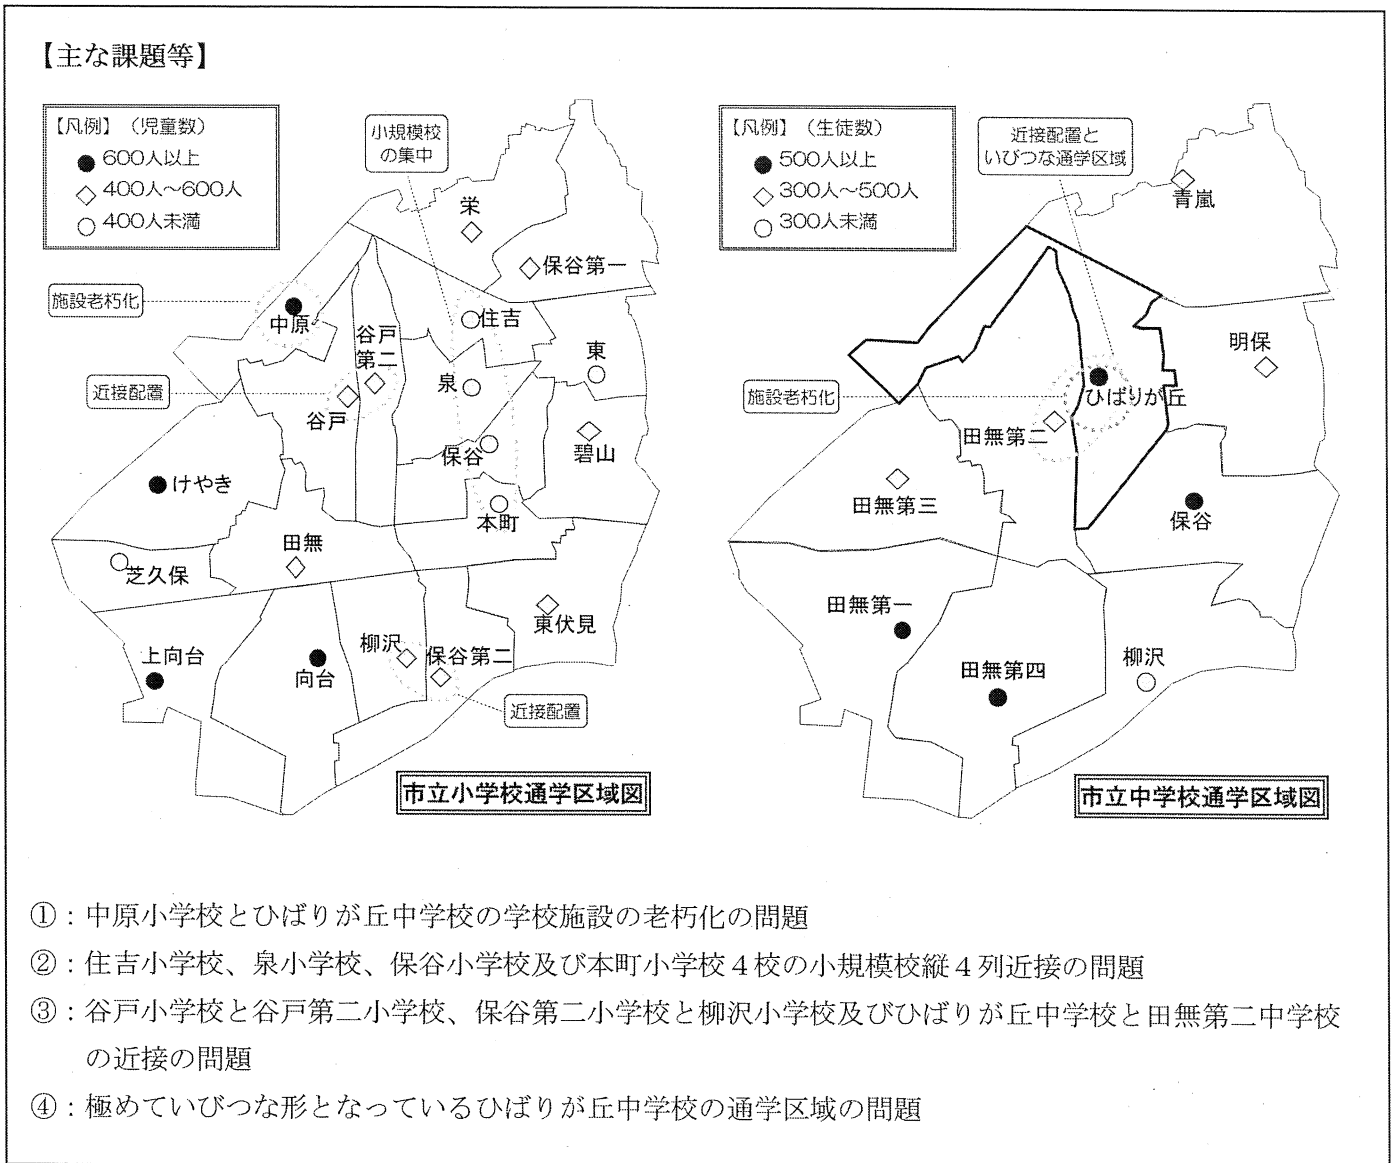 【主な課題等】
【凡例】（児童数）
600人以上
400人～600人
400人未満
小規模校
の集中
栄
保谷第一
施設老朽化
中原
住吉
谷戸
第二
東
泉
近接配置
谷戸
保谷
碧山
けやき
本町
田無
芝久保
東伏見
柳沢
保谷第二
上向台
向台
近接配置
市立小学校通学区域図
【凡例】（生徒数）
500人以上
300人～500人
300人未満
近接配置と
いびつな通学区域
青嵐
明保
施設老朽化
ひばりが丘
田無第二
田無第三
保谷
田無第一
柳沢
田無第四
市立中学校通学区域図
①：中原小学校とひばりが丘中学校の学校施設の老朽化の問題
②：住吉小学校、泉小学校、保谷小学校及び本町小学校４校の小規模校縦４列近接の問題
③：谷戸小学校と谷戸第二小学校、保谷第二小学校と柳沢小学校及びひばりが丘中学校と田無第二中学校
の近接の問題
④：極めていびつな形となっているひばりが丘中学校の通学区域の問題